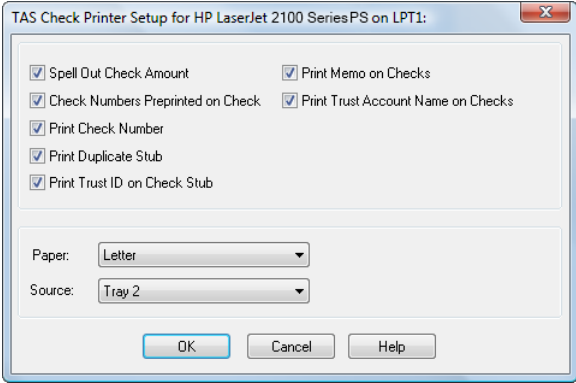 TAS Check Printer Setup for HP LaserJet 2100 Series PS on LPT1:
Spell Out Check Amount
Print Memo on Checks
Check Numbers Preprinted on Check
Print Trust Account Name on Checks
Print Check Number
Print Duplicate Stub
Print Trust ID on Check Stub
Paper: Letter
Source: Tray 2
OK Cancel Help